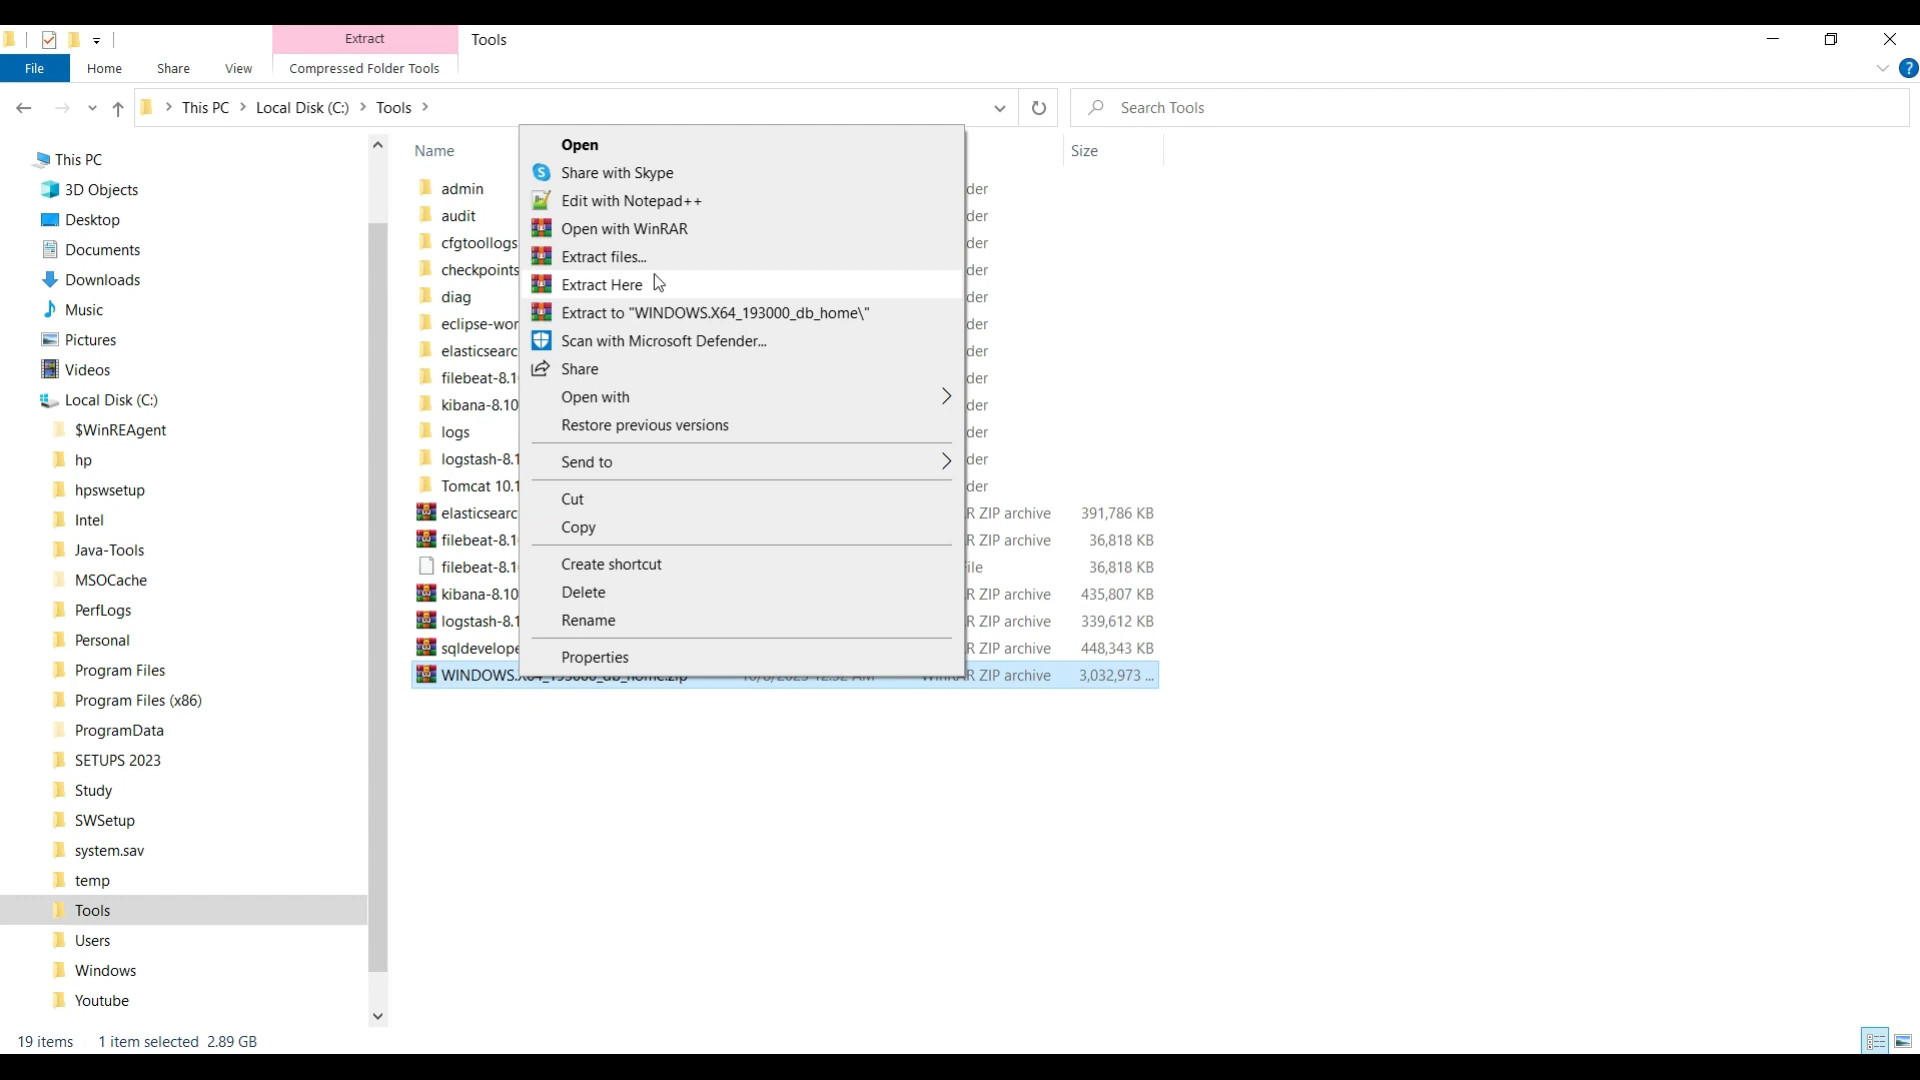 Extract
Tools
File
Home
Share
View
Compressed Folder Tools
?
This PC
Local Disk (C:)
Tools
Search Tools
This PC
3D Objects
Desktop
Documents
Downloads
Music
Pictures
Videos
Local Disk (C:)
$WinREAgent
hp
hpswsetup
Intel
Java-Tools
MSOCache
PerfLogs
Personal
Program Files
Program Files (x86)
ProgramData
SETUPS 2023
Study
SWSetup
system.sav
temp
Tools
Users
Windows
Youtube
Name
Size
admin
der
audit
der
cfgtoollogs
der
checkpoints
der
diag
der
eclipse-wor
der
elasticsearc
der
filebeat-8.1
der
kibana-8.10
der
logs
der
logstash-8.1
der
Tomcat 10.1
der
elasticsearc
R ZIP archive
391,786 KB
filebeat-8.1
R ZIP archive
36,818 KB
filebeat-8.1
ile
36,818 KB
kibana-8.10
R ZIP archive
435,807 KB
logstash-8.1
R ZIP archive
339,612 KB
sqldevelope
R ZIP archive
448,343 KB
WINDOWS.X64_193000_db_home.zip
R ZIP archive
3,032,973 ...
Open
Share with Skype
Edit with Notepad++
Open with WinRAR
Extract files...
Extract Here
Extract to "WINDOWS.X64_193000_db_home\"
Scan with Microsoft Defender...
Share
Open with
Restore previous versions
Send to
Cut
Copy
Create shortcut
Delete
Rename
Properties
19 items
1 item selected 2.89 GB